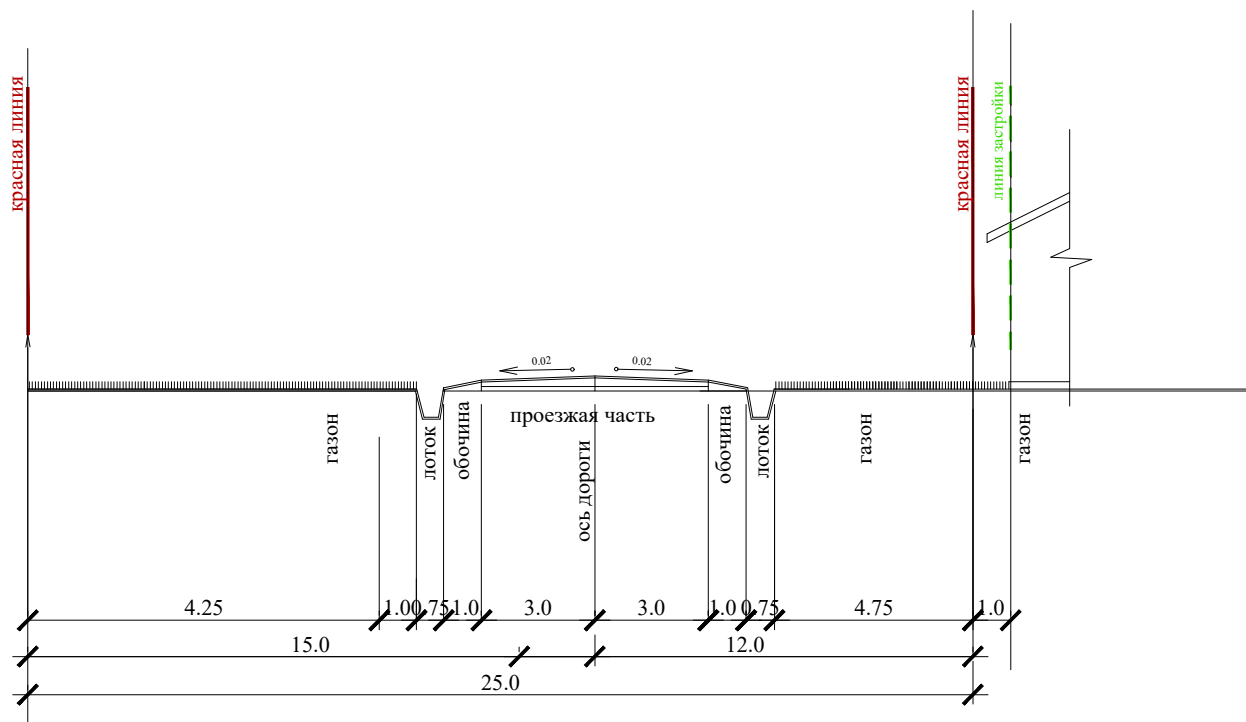 красная линия
красная линия
линия застройки
0.02
0.02
газон
лоток
обочина
проезжая часть
ось дороги
обочина
лоток
газон
газон
4.25
1.0
0.75
1.0
3.0
3.0
1.0
0.75
4.75
1.0
15.0
12.0
25.0